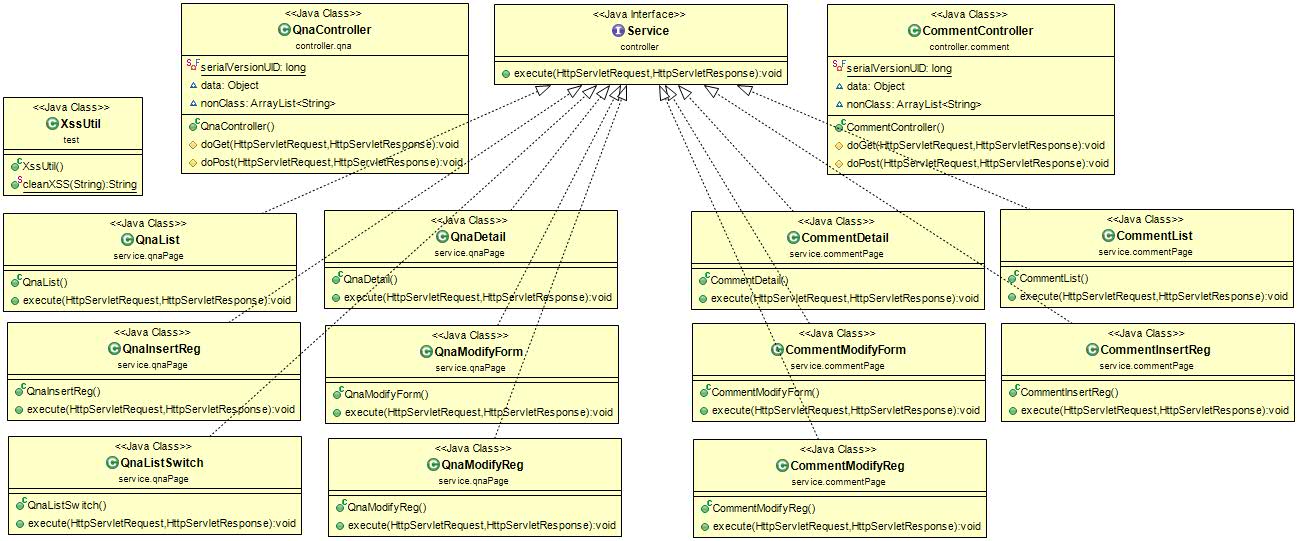 <<Java Class>>
QnaController
controller.qna
serialVersionUID: long
data: Object
nonClass: ArrayList<String>
QnaController()
doGet(HttpServletRequest,HttpServletResponse):void
doPost(HttpServletRequest,HttpServletResponse):void
<<Java Interface>>
Service
controller
execute(HttpServletRequest,HttpServletResponse):void
<<Java Class>>
CommentController
controller.comment
serialVersionUID: long
data: Object
nonClass: ArrayList<String>
CommentController()
doGet(HttpServletRequest,HttpServletResponse):void
doPost(HttpServletRequest,HttpServletResponse):void
<<Java Class>>
XssUtil
test
XssUtil()
cleanXSS(String):String
<<Java Class>>
QnaList
service.qnaPage
QnaList()
execute(HttpServletRequest,HttpServletResponse):void
<<Java Class>>
QnaDetail
service.qnaPage
QnaDetail()
execute(HttpServletRequest,HttpServletResponse):void
<<Java Class>>
CommentDetail
service.commentPage
CommentDetail()
execute(HttpServletRequest,HttpServletResponse):void
<<Java Class>>
CommentList
service.commentPage
CommentList()
execute(HttpServletRequest,HttpServletResponse):void
<<Java Class>>
QnaInsertReg
service.qnaPage
QnaInsertReg()
execute(HttpServletRequest,HttpServletResponse):void
<<Java Class>>
QnaModifyForm
service.qnaPage
QnaModifyForm()
execute(HttpServletRequest,HttpServletResponse):void
<<Java Class>>
CommentModifyForm
service.commentPage
CommentModifyForm()
execute(HttpServletRequest,HttpServletResponse):void
<<Java Class>>
CommentInsertReg
service.commentPage
CommentInsertReg()
execute(HttpServletRequest,HttpServletResponse):void
<<Java Class>>
QnaListSwitch
service.qnaPage
QnaListSwitch()
execute(HttpServletRequest,HttpServletResponse):void
<<Java Class>>
QnaModifyReg
service.qnaPage
QnaModifyReg()
execute(HttpServletRequest,HttpServletResponse):void
<<Java Class>>
CommentModifyReg
service.commentPage
CommentModifyReg()
execute(HttpServletRequest,HttpServletResponse):void